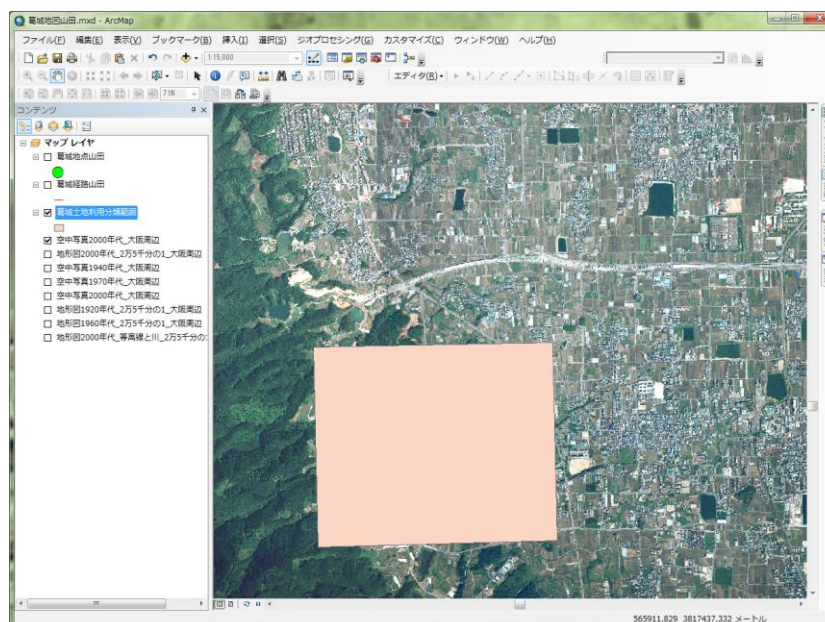 葛城地図山田.mxd - ArcMap
ファイル(F) 編集(E) 表示(V) ブックマーク(B) 挿入(I) 選択(S) ジオプロセシング(G) カスタマイズ(C) ウィンドウ(W) ヘルプ(H)
1:15,000
エディタ(R)
71%
コンテンツ
マップ レイヤ
葛城地点山田
葛城経路山田
葛城土地利用分類範囲
空中写真2000年代_大阪周辺
地形図2000年代_2万5千分の1_大阪周辺
空中写真1940年代_大阪周辺
空中写真1970年代_大阪周辺
空中写真2000年代_大阪周辺
地形図1920年代_2万5千分の1_大阪周辺
地形図1960年代_2万5千分の1_大阪周辺
地形図2000年代_等高線と川_2万5千分の
565911.829 3817437.332 メートル